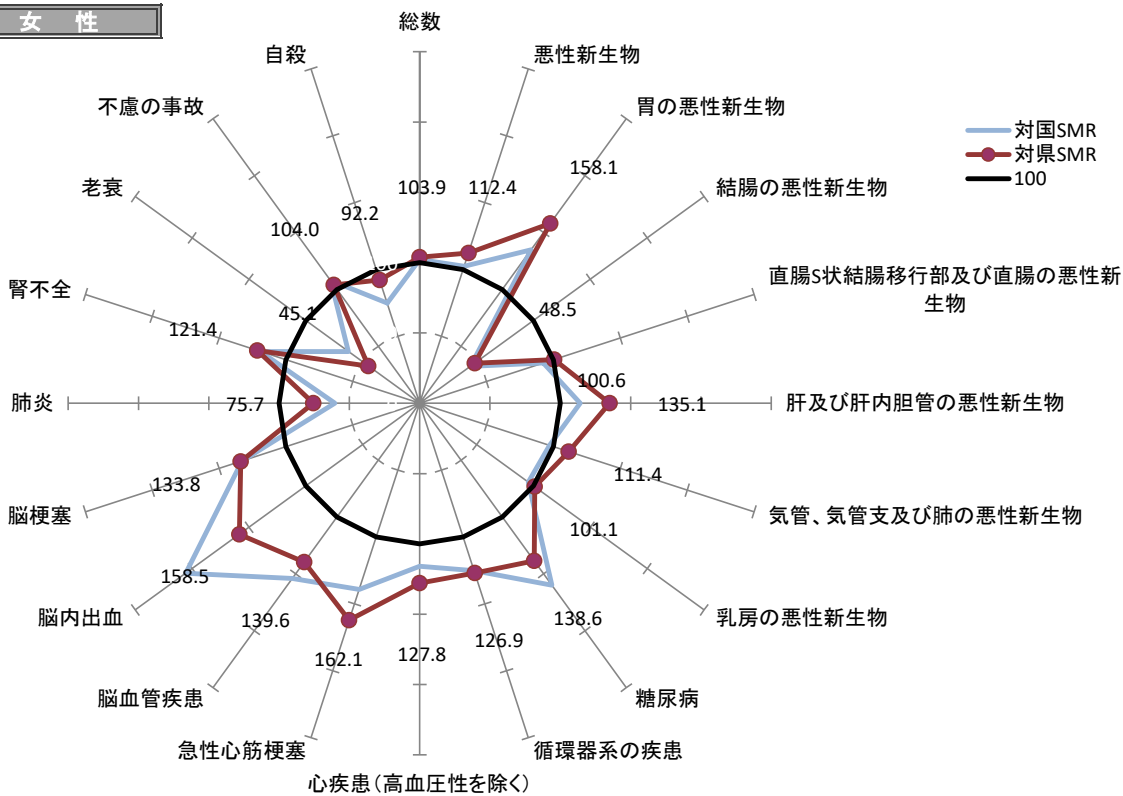 女 性
総数
自殺
悪性新生物
不慮の事故
胃の悪性新生物
対国SMR
対県SMR
100
158.1
老衰
103.9
112.4
結腸の悪性新生物
92.2
104.0
腎不全
直腸S状結腸移行部及び直腸の悪性新
生物
45.1
48.5
121.4
100.6
肺炎
75.7
135.1
肝及び肝内胆管の悪性新生物
111.4
133.8
脳梗塞
気管、気管支及び肺の悪性新生物
101.1
158.5
脳内出血
乳房の悪性新生物
139.6
138.6
126.9
127.8
162.1
脳血管疾患
糖尿病
急性心筋梗塞
循環器系の疾患
心疾患(高血圧性を除く)